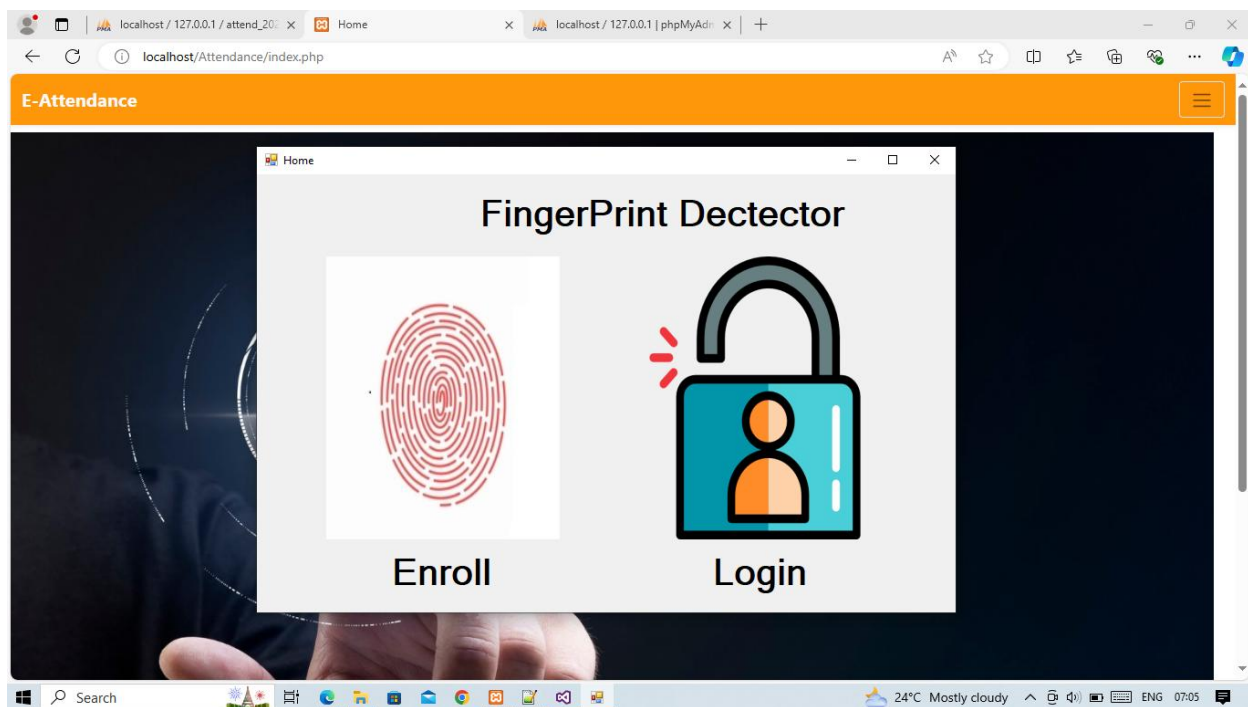 localhost / 127.0.0.1 / attend_202
Home
localhost / 127.0.0.1 | phpMyAdn
localhost/Attendance/index.php
E-Attendance
Home
FingerPrint Dectector
Enroll
Login
Search
24°C Mostly cloudy
ENG
07:05